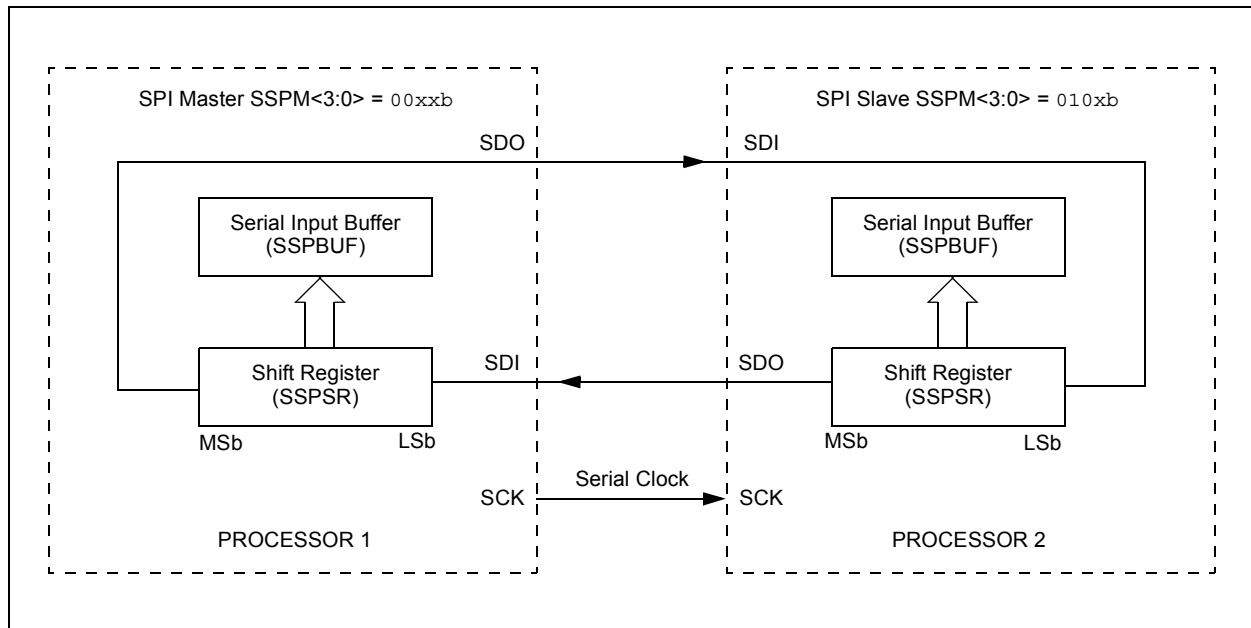 SPI Master SSPM<3:0> = 00xxb
SPI Slave SSPM<3:0> = 010xb
SDO
SDI
Serial Input Buffer
(SSPBUF)
Serial Input Buffer
(SSPBUF)
SDI
SDO
Shift Register
(SSPSR)
Shift Register
(SSPSR)
MSb
LSb
MSb
LSb
Serial Clock
SCK
SCK
PROCESSOR 1
PROCESSOR 2